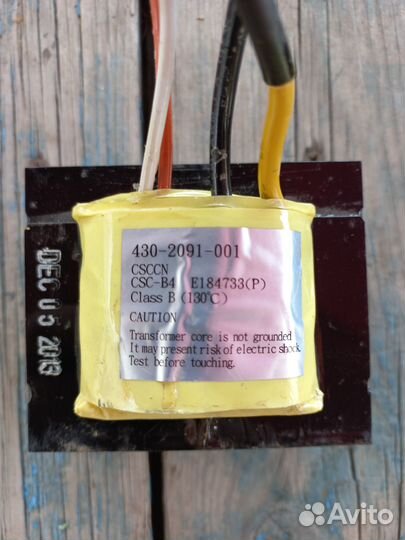 430-2091-001
CSCCN
CSC-B4 E184733(P)
Class B (130℃)
CAUTION
Transformer core is not grounded
It may present risk of electric shock.
Test before touching.
DEC 05 2013
Avito